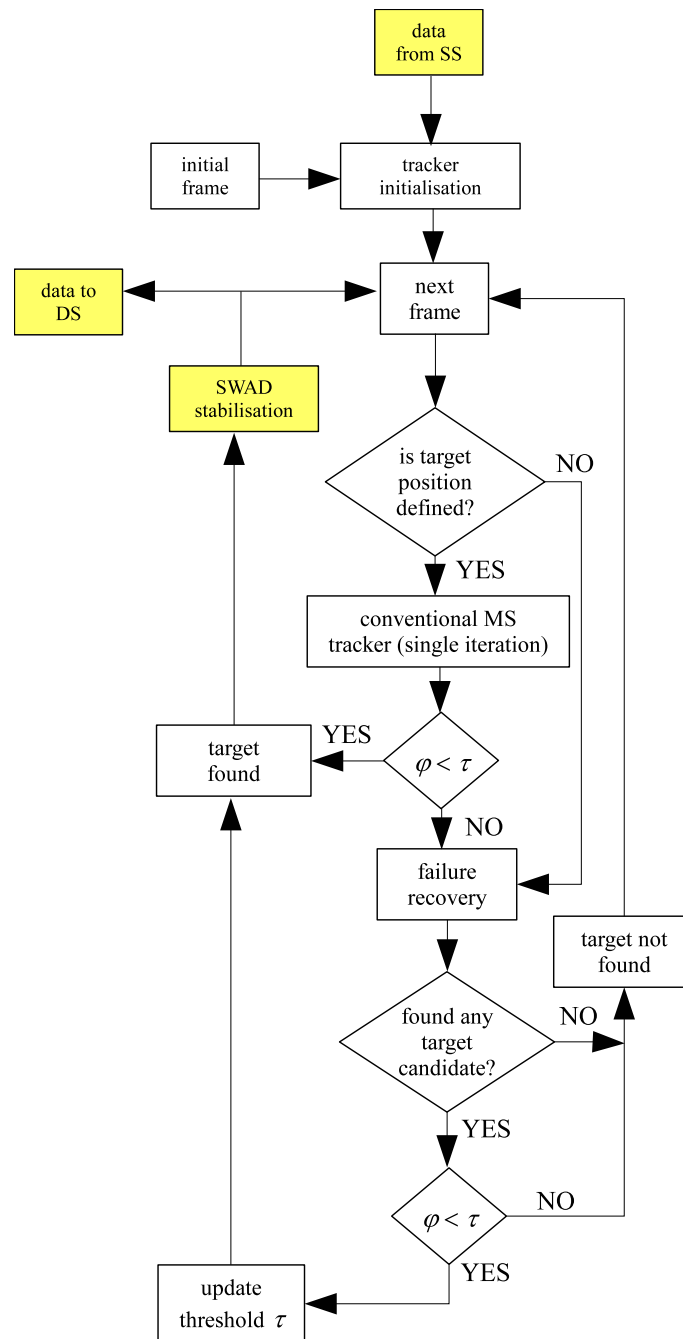 data
from SS
initial
frame
tracker
initialisation
data to
DS
next
frame
SWAD
stabilisation
is target
position
defined?
NO
YES
conventional MS
tracker (single iteration)
target
found
YES
φ < τ
NO
failure
recovery
target not
found
found any
target
candidate?
NO
YES
φ < τ
NO
YES
update
threshold τ